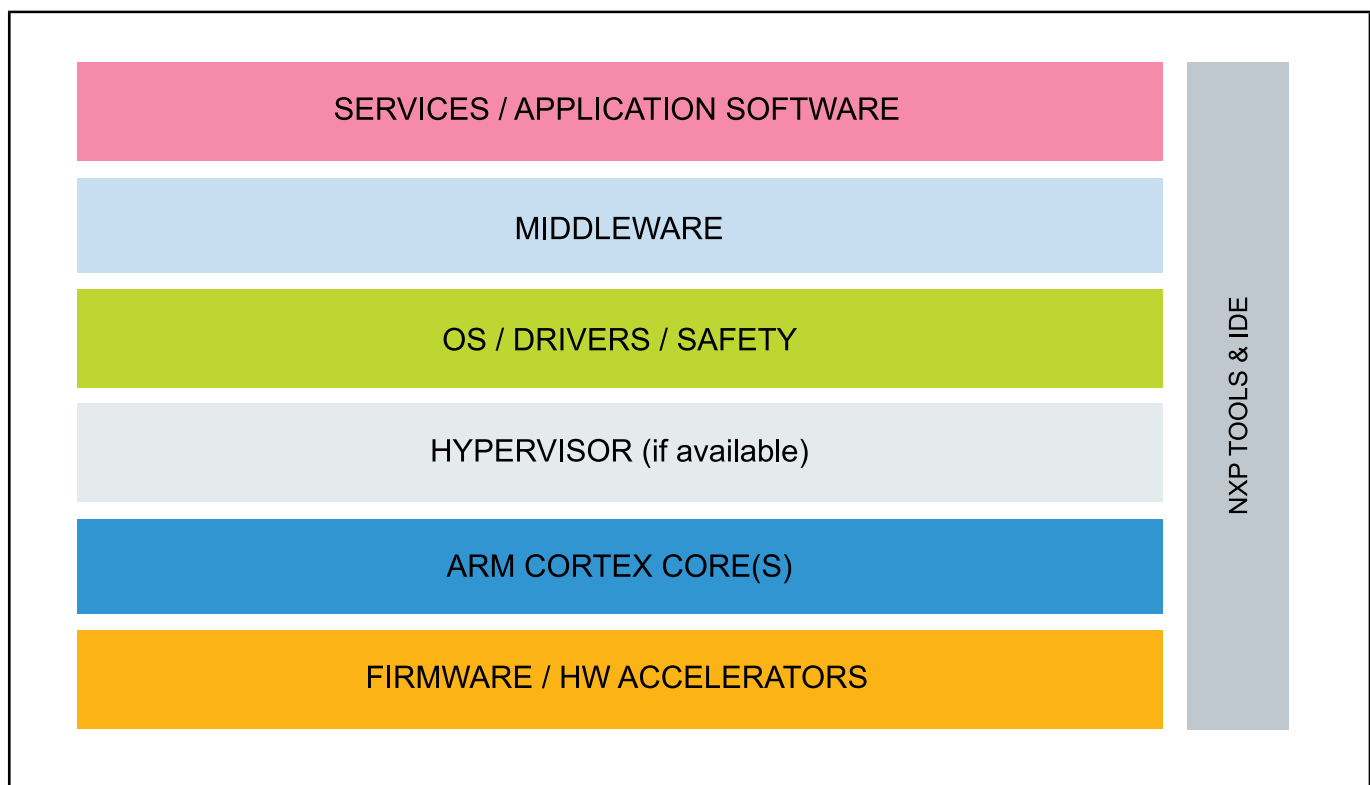 SERVICES / APPLICATION SOFTWARE
MIDDLEWARE
OS / DRIVERS / SAFETY
HYPERVISOR (if available)
ARM CORTEX CORE(S)
FIRMWARE / HW ACCELERATORS
NXP TOOLS & IDE